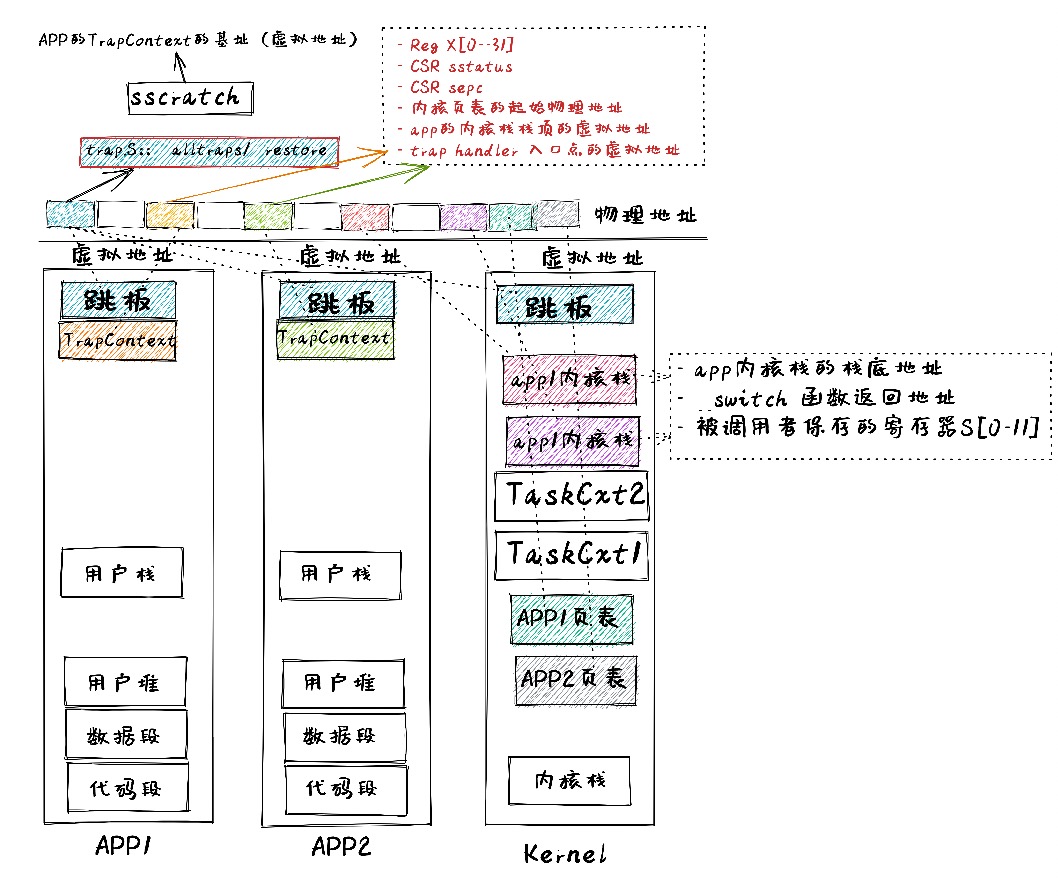 APP的TrapContext的基址（虚拟地址）
sscratch
trap.S:: alltraps/ restore
- Reg X[0--31]
- CSR sstatus
- CSR sepc
- 内核页表的起始物理地址
- app的内核栈栈顶的虚拟地址
- trap handler 入口点的虚拟地址
物理地址
虚拟地址
虚拟地址
虚拟地址
跳板
TrapContext
用户栈
用户堆
数据段
代码段
APP1
跳板
TrapContext
用户栈
用户堆
数据段
代码段
APP2
跳板
app1内核栈
app1内核栈
TaskCxt2
TaskCxt1
APP1页表
APP2页表
内核栈
Kernel
- app内核栈的栈底地址
- __switch 函数返回地址
- 被调用者保存的寄存器S[0-11]